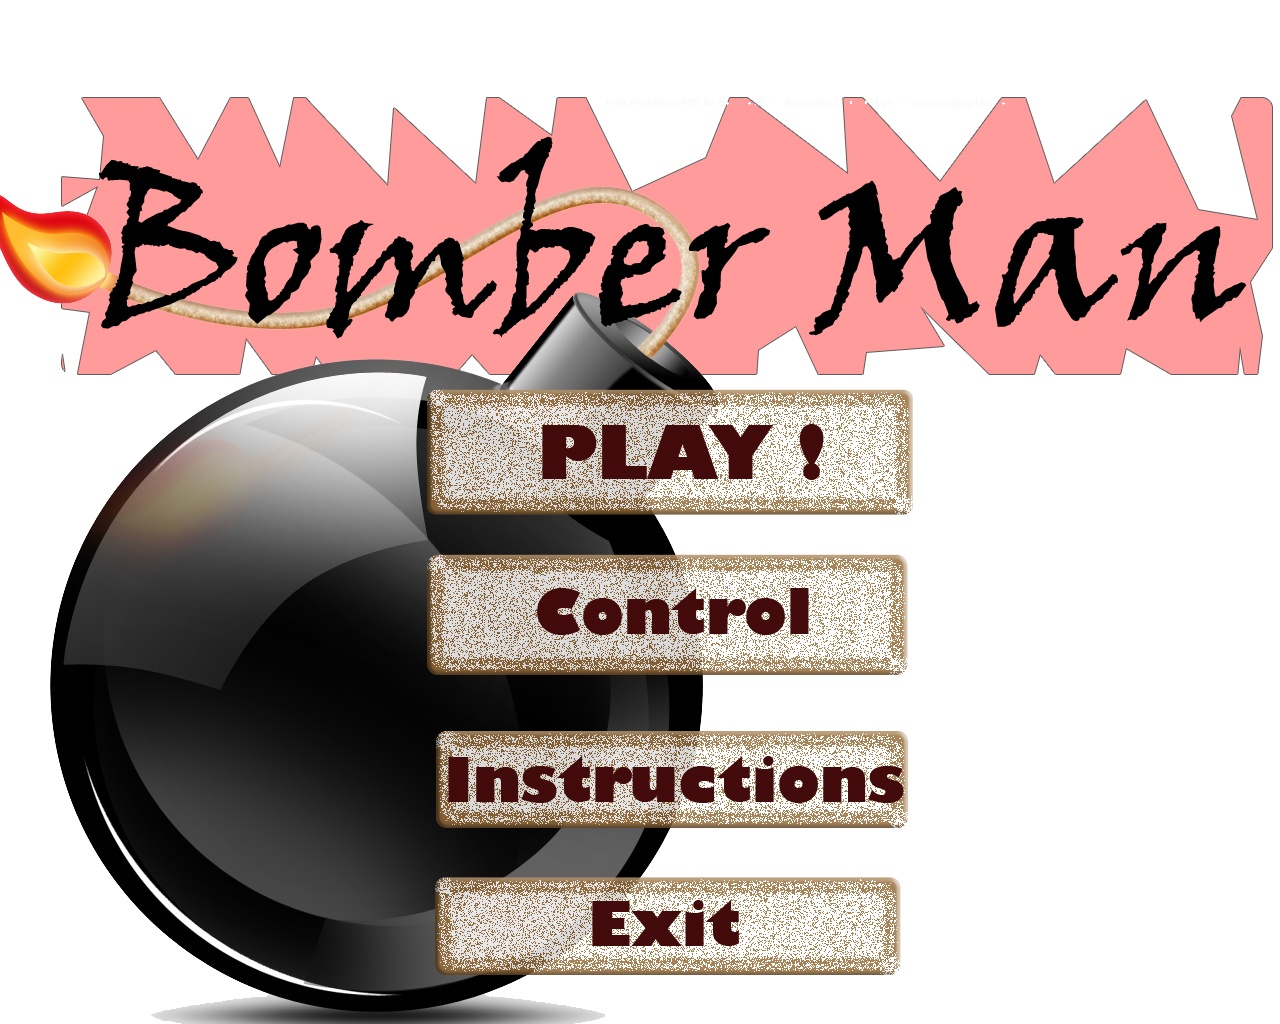 Bomber Man
PLAY !
Control
Instructions
Exit